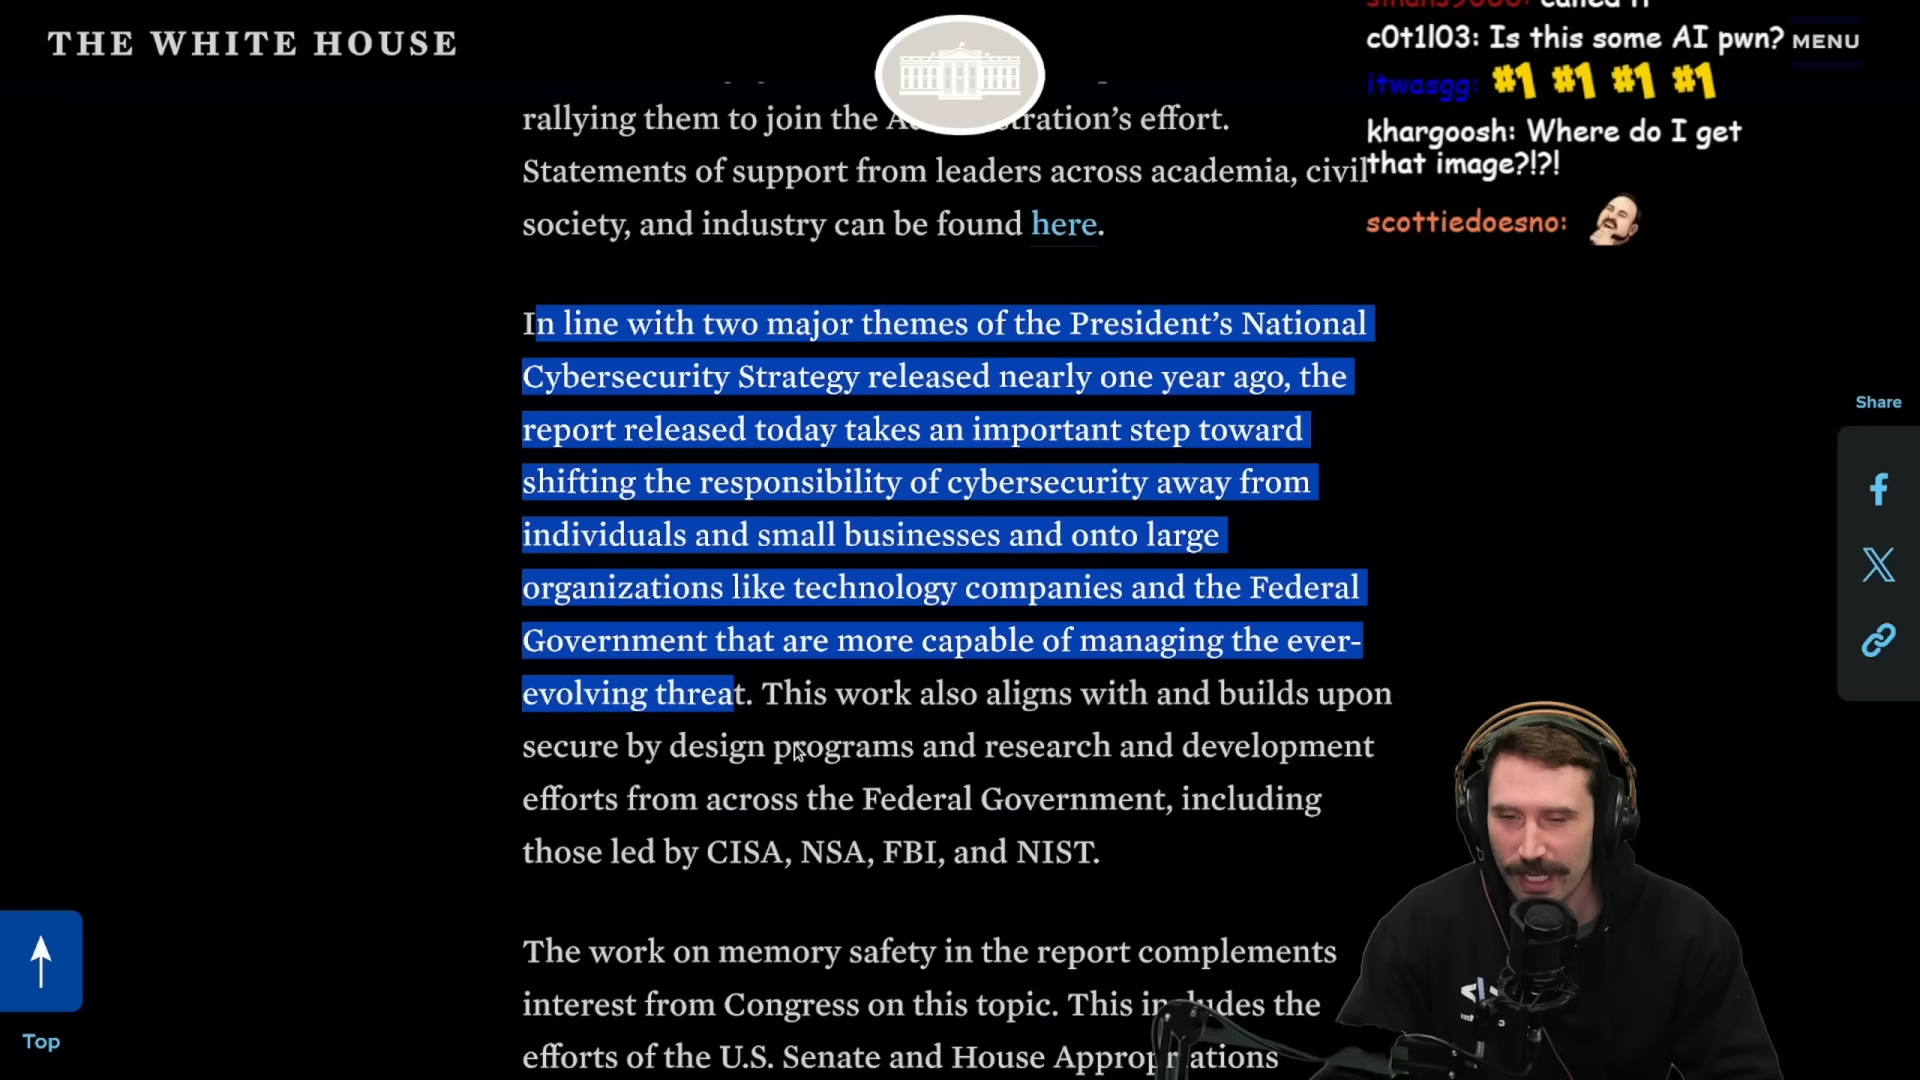 THE WHITE HOUSE
MENU
c0t1l03: Is this some AI pwn?
itwasgg: #1 #1 #1 #1
khargoosh: Where do I get
that image?!?!
scottiedoesno:
rallying them to join the
effort.
Statements of support from leaders across academia, civil
society, and industry can be found here.
In line with two major themes of the President's National
Cybersecurity Strategy released nearly one year ago, the
report released today takes an important step toward
shifting the responsibility of cybersecurity away from
individuals and small businesses and onto large
organizations like technology companies and the Federal
Government that are more capable of managing the ever-
evolving threat. This work also aligns with and builds upon
secure by design programs and research and development
efforts from across the Federal Government, including
those led by CISA, NSA, FBI, and NIST.
The work on memory safety in the report complements
interest from Congress on this topic. This includes the
efforts of the U.S. Senate and House Appropriations
Share
Top